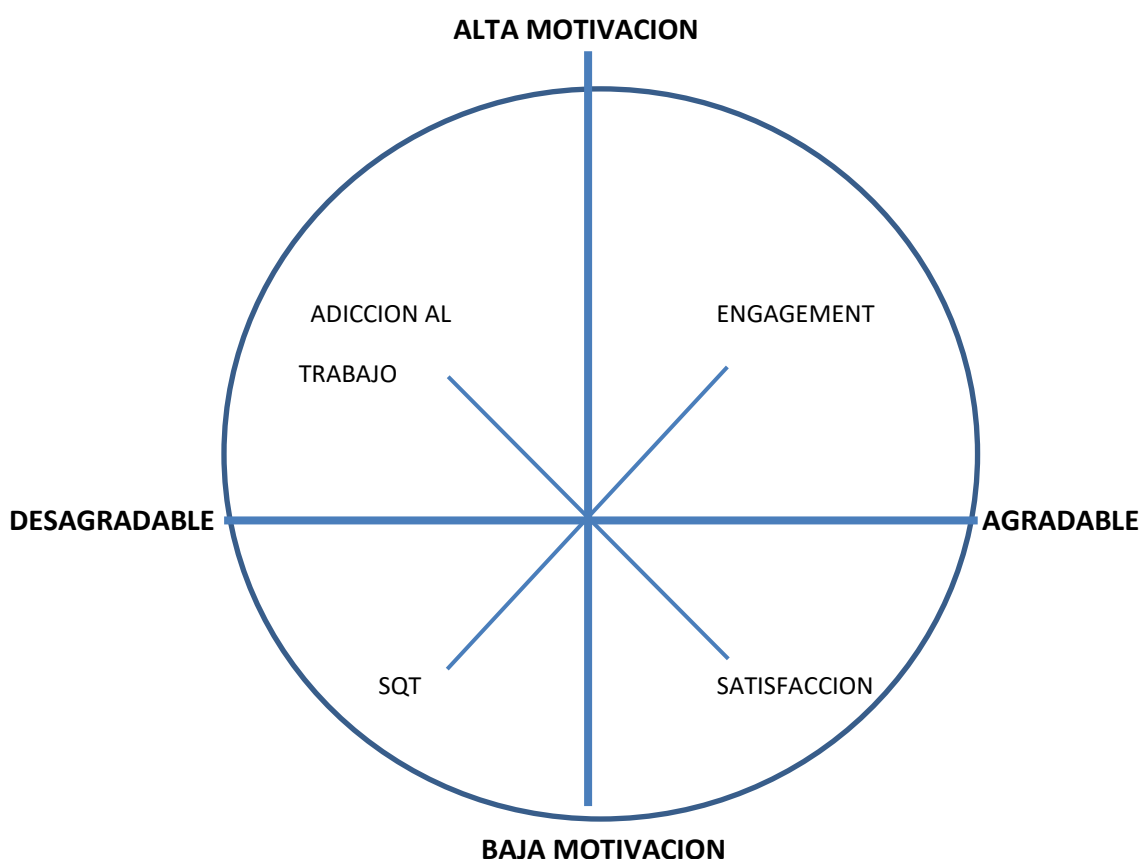 ALTA MOTIVACION
ADICCION AL
TRABAJO
ENGAGEMENT
DESAGRADABLE
AGRADABLE
SQT
SATISFACCION
BAJA MOTIVACION